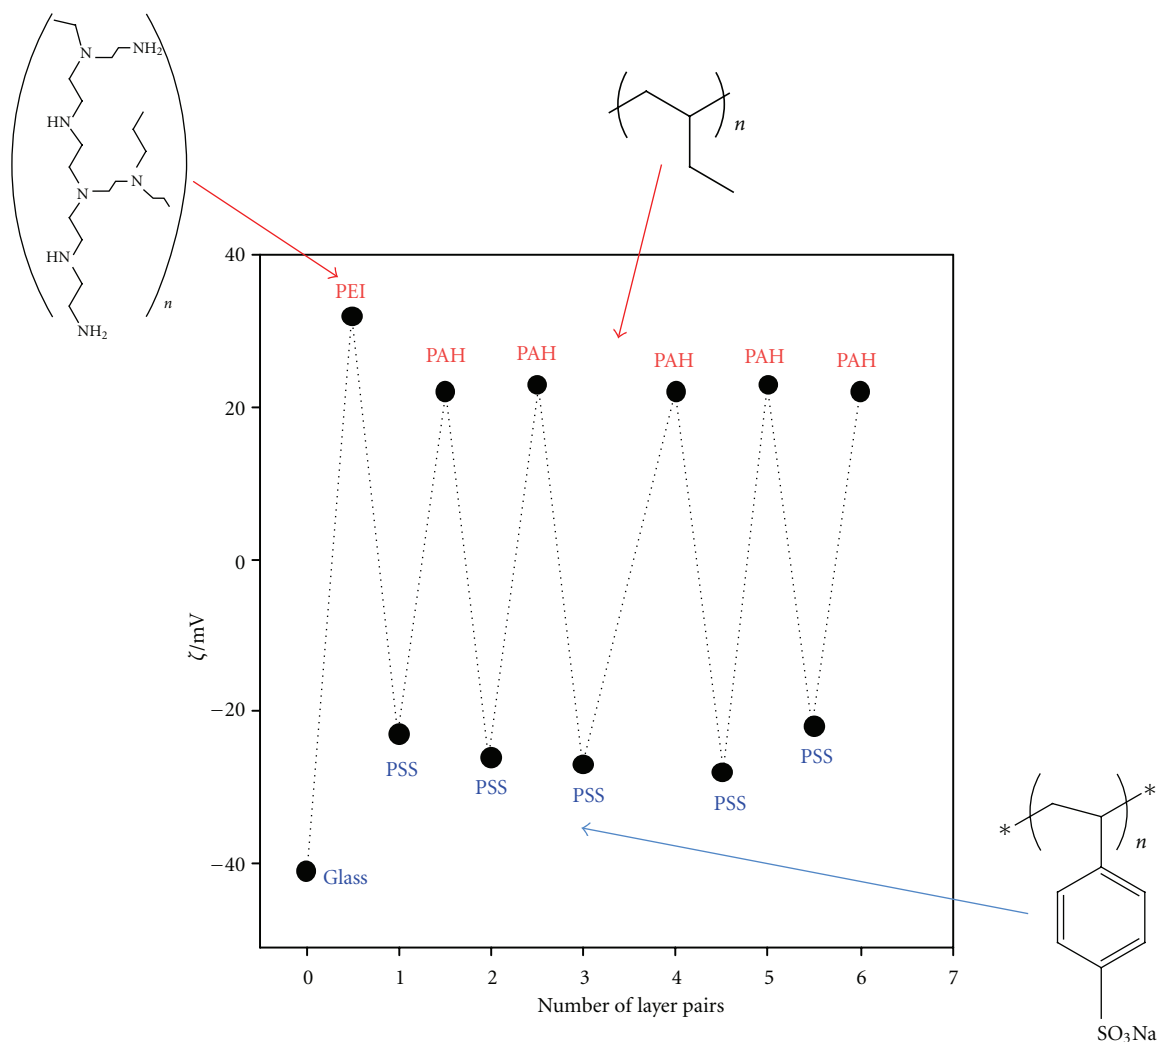 N
NH2
HN
N
N
HN
NH2
n
n
40
PEI
PAH
PAH
PAH
PAH
PAH
20
0
ζ/mV
−20
PSS
PSS
PSS
PSS
PSS
−40
Glass
0 1 2 3 4 5 6 7
Number of layer pairs
*
*
n
SO3Na